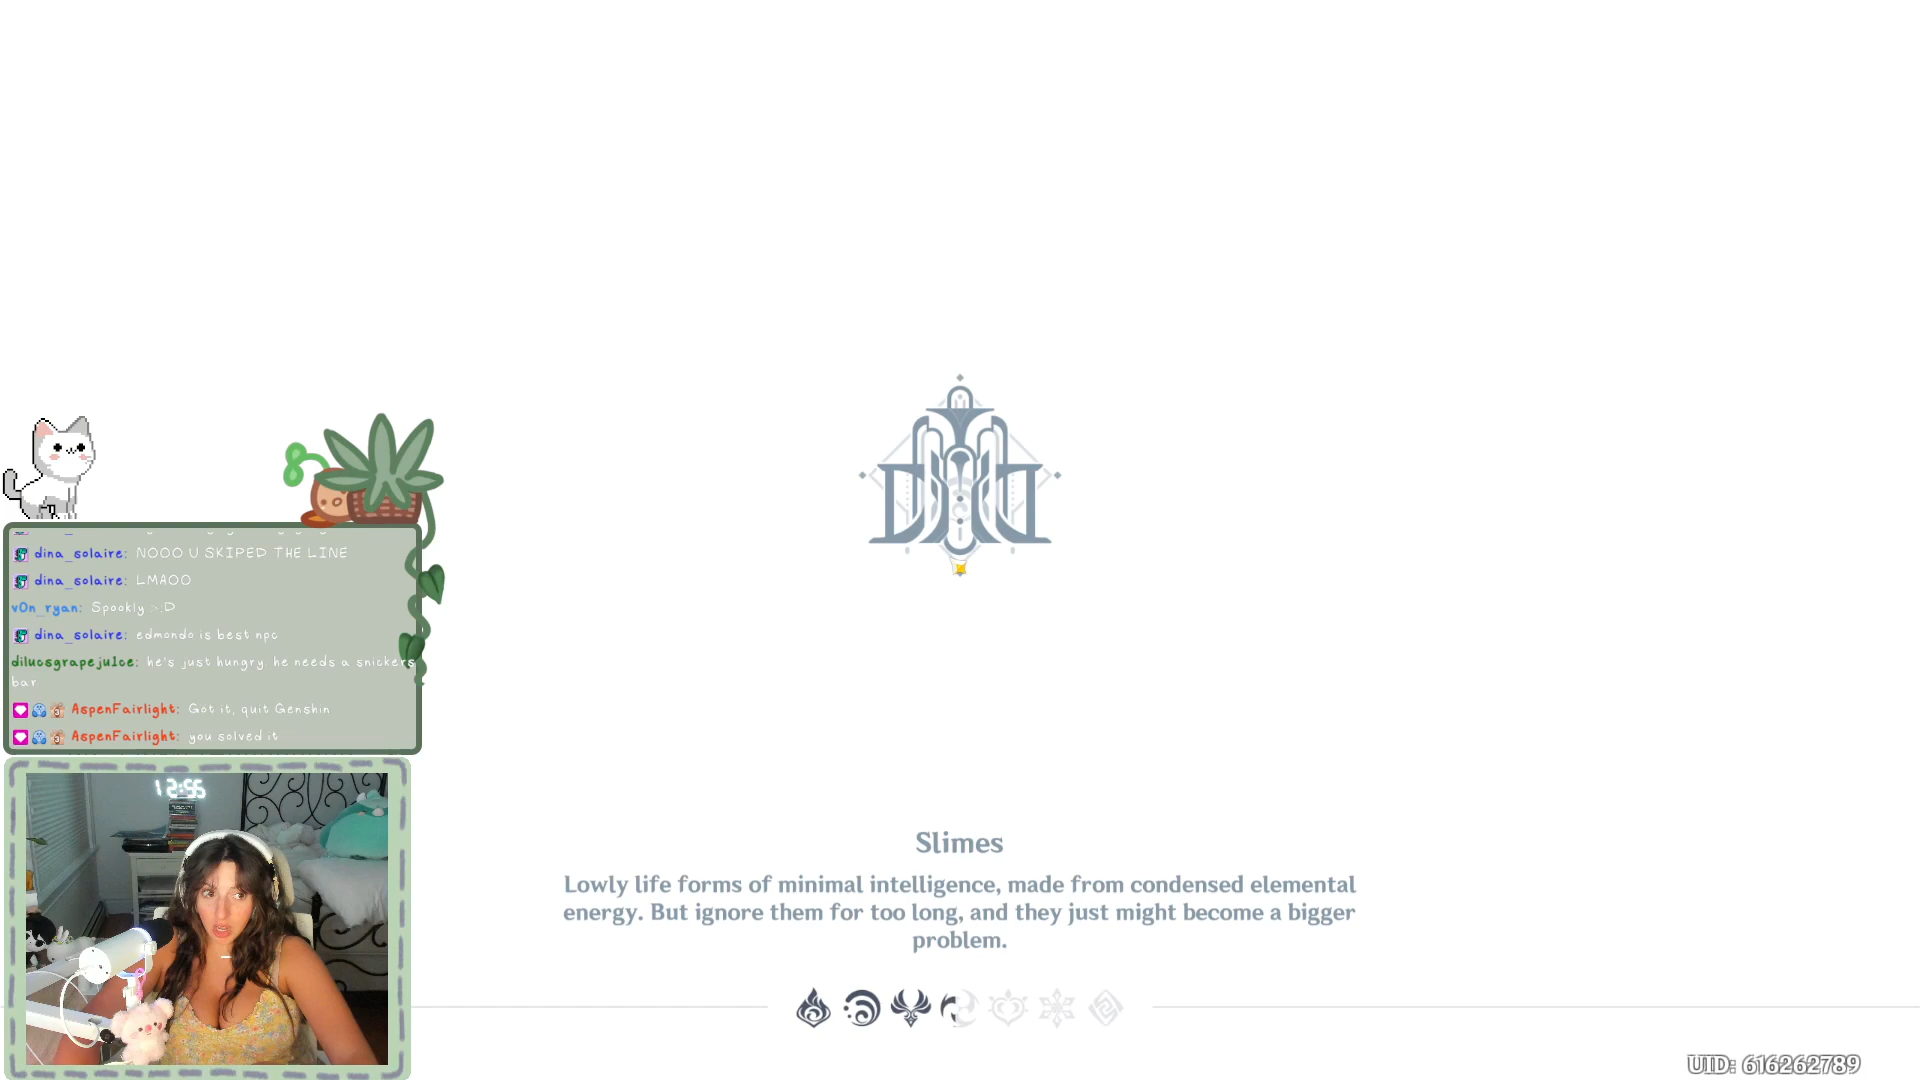 dina_solaire: NOOO U SKIPED THE LINE
dina_solaire: LMAOO
v0n_ryan: Spookly :-D
dina_solaire: edmondo is best npc
dilucsgrapeju1ce: he's just hungry, he needs a snickers
bar
AspenFairlight: Got it, quit Genshin
AspenFairlight: you solved it
12:55
Slimes
Lowly life forms of minimal intelligence, made from condensed elemental
energy. But ignore them for too long, and they just might become a bigger
problem.
UID: 616262789